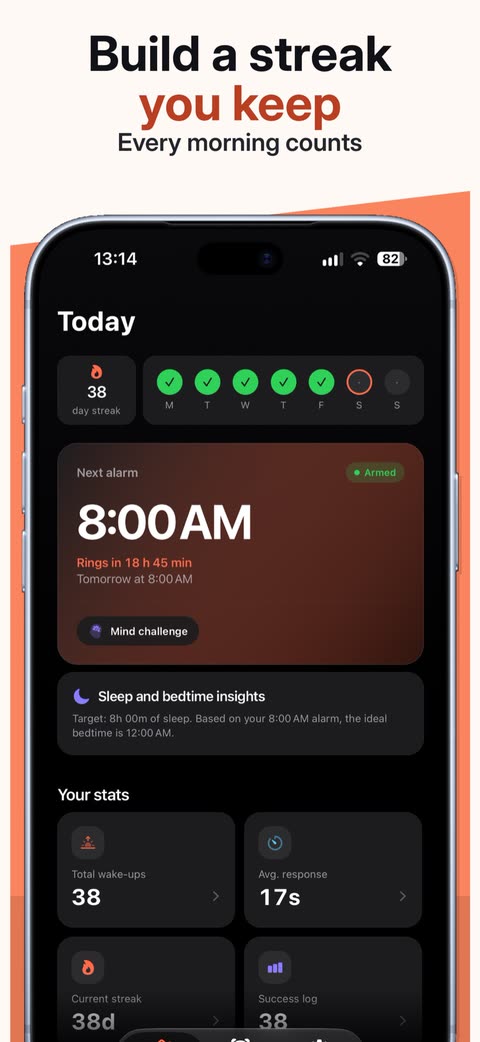 Build a streak
you keep
Every morning counts
13:14
82
Today
38
day streak
M T W T F S S
Next alarm
Armed
8:00 AM
Rings in 18 h 45 min
Tomorrow at 8:00 AM
Mind challenge
Sleep and bedtime insights
Target: 8h 00m of sleep. Based on your 8:00 AM alarm, the ideal
bedtime is 12:00 AM.
Your stats
Total wake-ups
38
Avg. response
17s
Current streak
38d
Success log
38